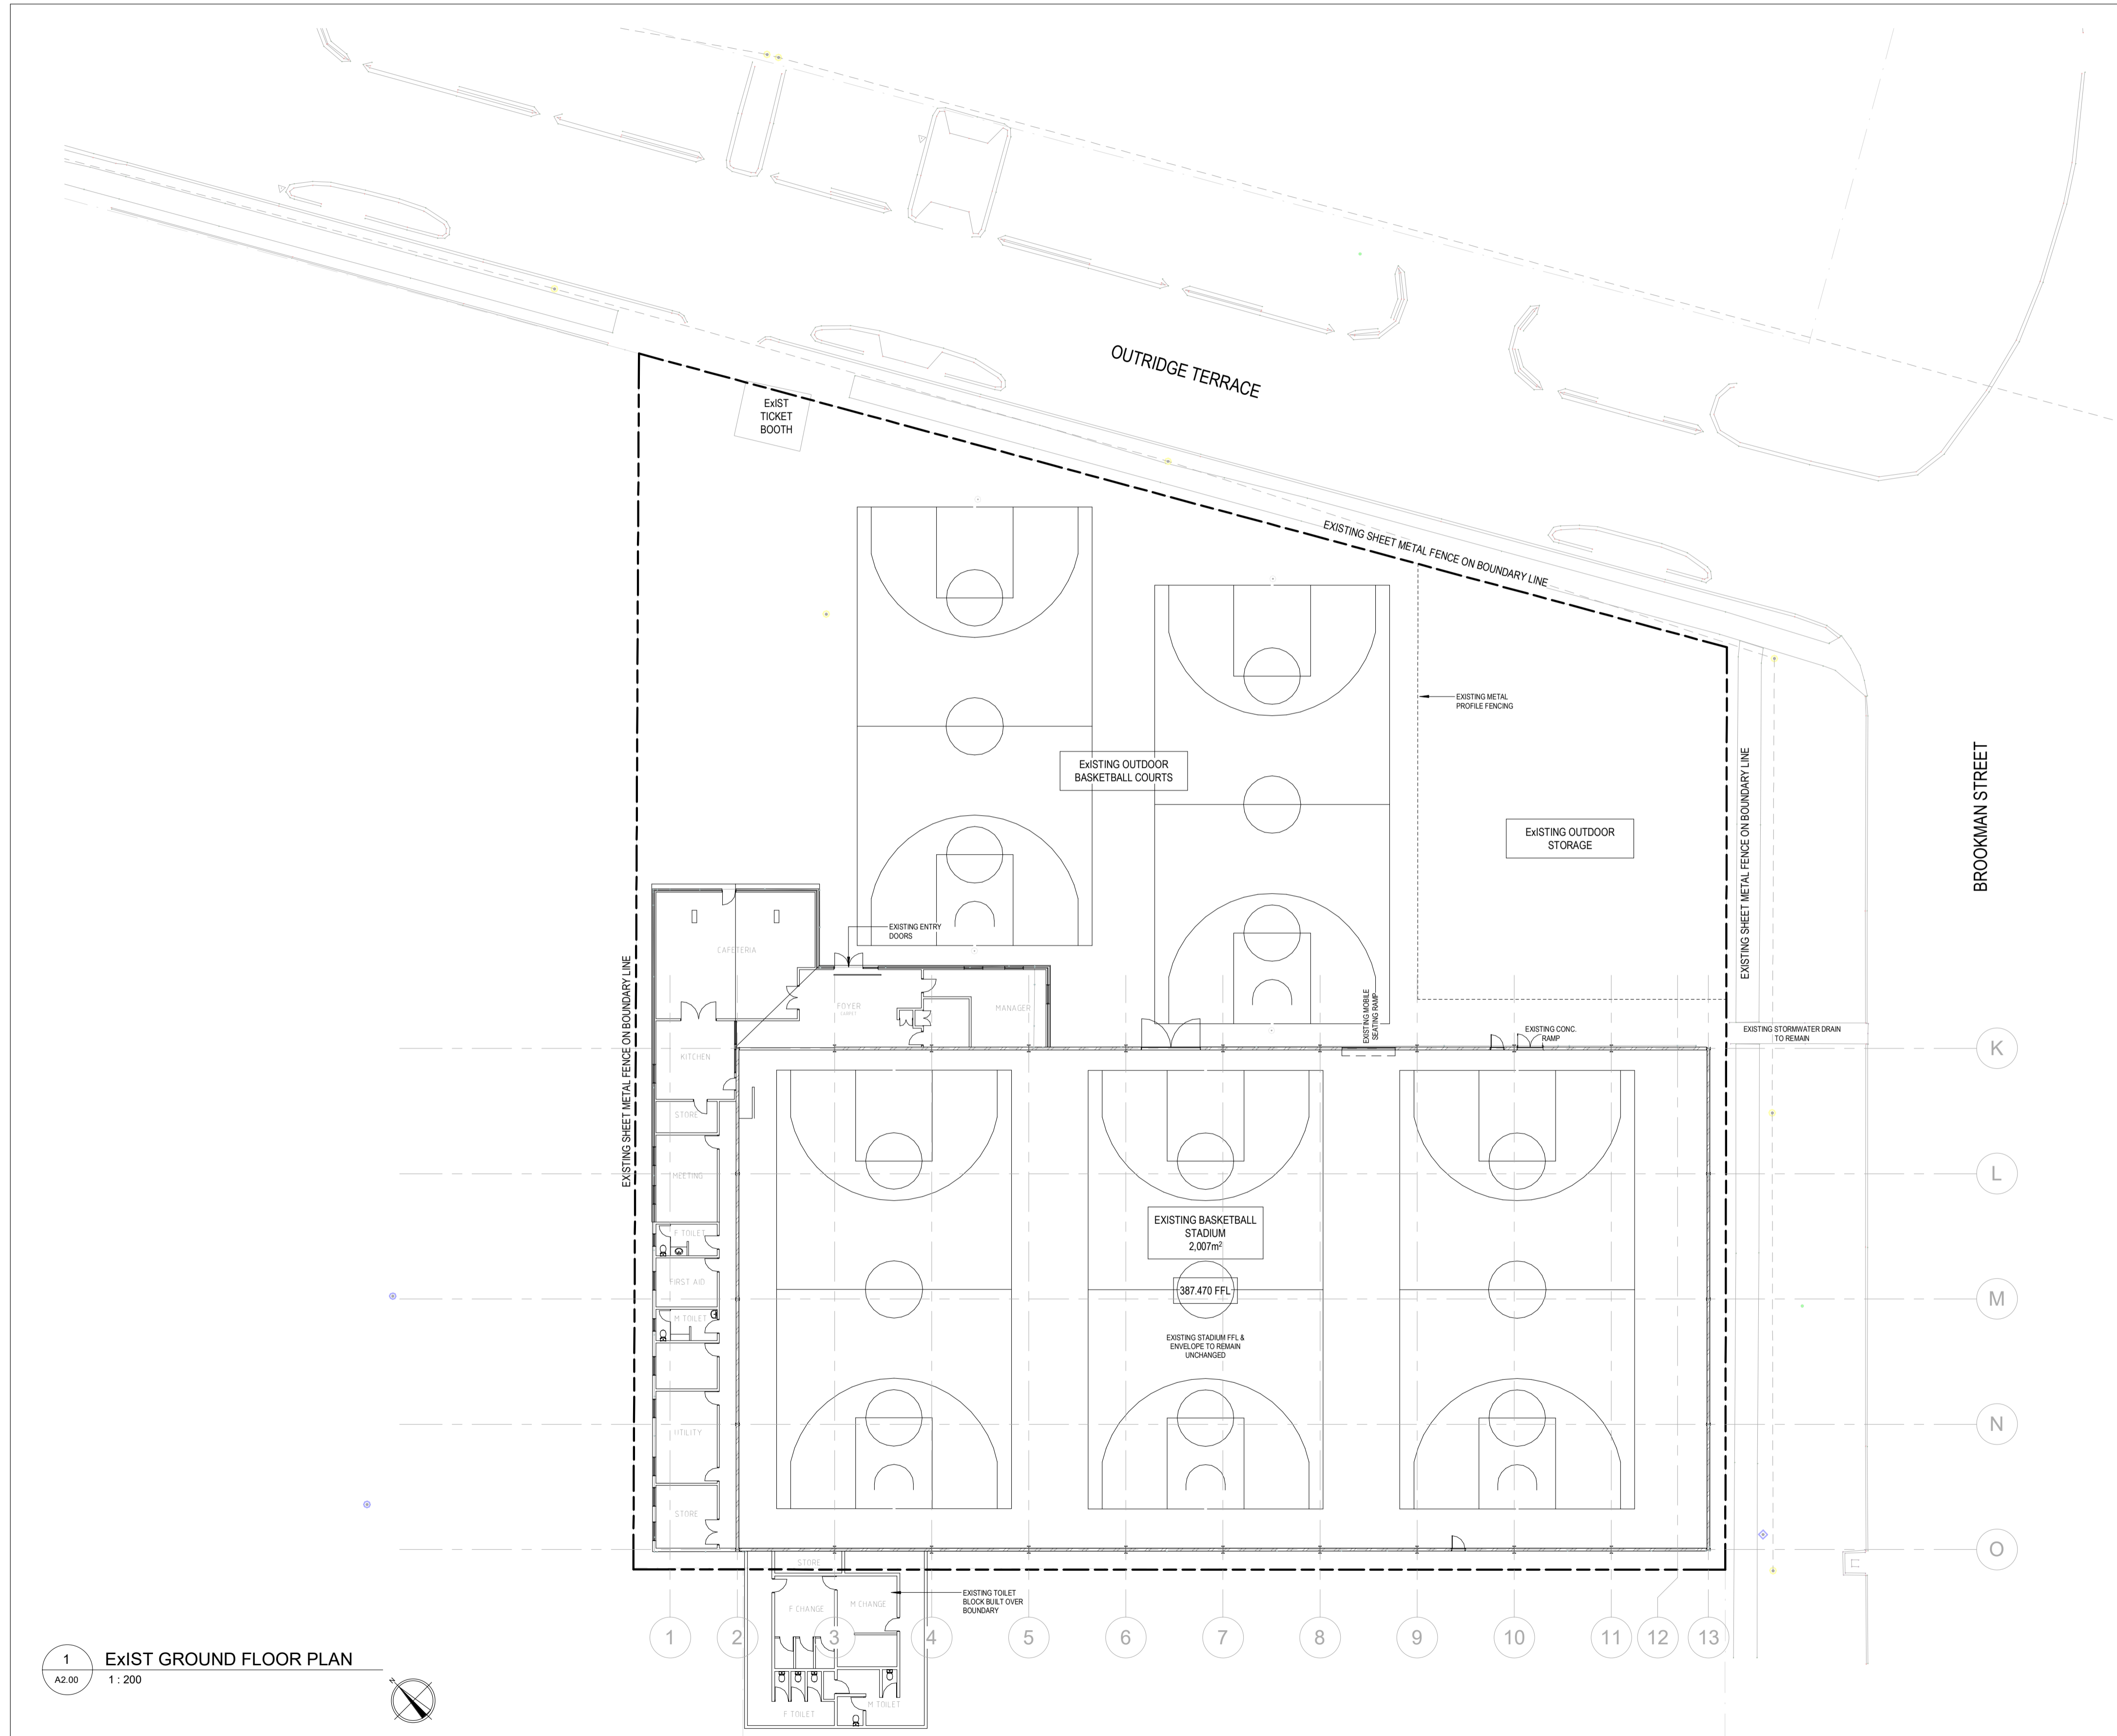 OUTRIDGE TERRACE
ExIST
TICKET
BOOTH
EXISTING SHEET METAL FENCE ON BOUNDARY LINE
EXISTING METAL
PROFILE FENCING
ExISTING OUTDOOR
BASKETBALL COURTS
ExISTING OUTDOOR
STORAGE
EXISTING SHEET METAL FENCE ON BOUNDARY LINE
BROOKMAN STREET
EXISTING ENTRY
DOORS
CAFETERIA
FOYER
CARPET
MANAGER
EXISTING MOBILE
SEATING RAMP
EXISTING CONC.
RAMP
EXISTING STORMWATER DRAIN
TO REMAIN
K
EXISTING SHEET METAL FENCE ON BOUNDARY LINE
KITCHEN
STORE
MEETING
L
F TOILET
FIRST AID
M TOILET
EXISTING BASKETBALL
STADIUM
2,007m²
387.470 FFL
M
EXISTING STADIUM FFL &
ENVELOPE TO REMAIN
UNCHANGED
UTILITY
N
STORE
O
STORE
F CHANGE
M CHANGE
EXISTING TOILET
BLOCK BUILT OVER
BOUNDARY
1
2
3
4
5
6
7
8
9
10
11
12
13
F TOILET
M TOILET
1
A2.00
ExIST GROUND FLOOR PLAN
1 : 200
N